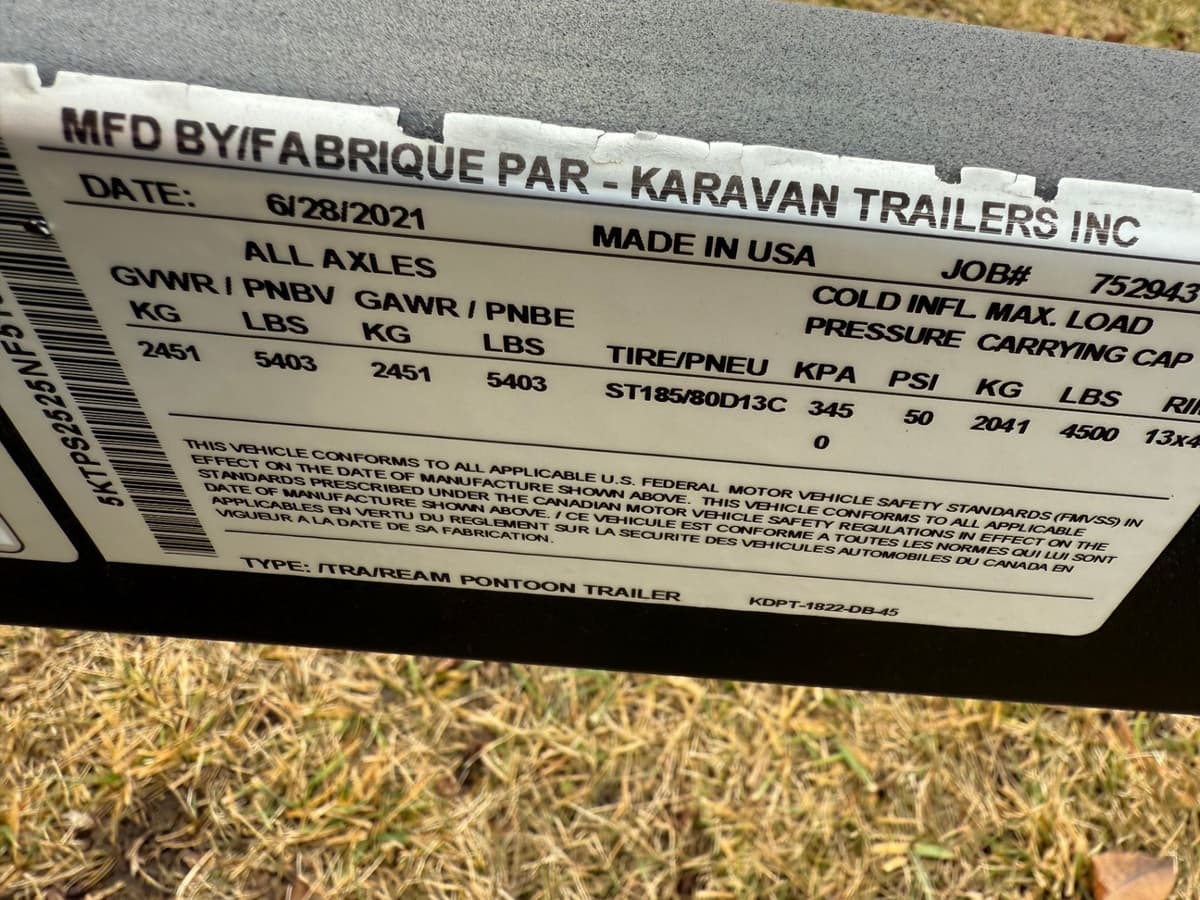 MFD BY/FABRIQUE PAR - KARAVAN TRAILERS INC
DATE: 6/28/2021 MADE IN USA JOB# 752943
ALL AXLES COLD INFL. MAX. LOAD
GVWR / PNBV GAWR / PNBE PRESSURE CARRYING CAP
KG LBS KG LBS TIRE/PNEU KPA PSI KG LBS
2451 5403 2451 5403 ST185/80D13C 345 50 2041 4500 13x4
0
THIS VEHICLE CONFORMS TO ALL APPLICABLE U.S. FEDERAL MOTOR VEHICLE SAFETY STANDARDS (FMVSS) IN
EFFECT ON THE DATE OF MANUFACTURE SHOWN ABOVE. THIS VEHICLE CONFORMS TO ALL APPLICABLE
STANDARDS PRESCRIBED UNDER THE CANADIAN MOTOR VEHICLE SAFETY REGULATIONS IN EFFECT ON THE
DATE OF MANUFACTURE SHOWN ABOVE. / CE VEHICULE EST CONFORME A TOUTES LES NORMES QUI LUI SONT
APPLICABLES EN VERTU DU REGLEMENT SUR LA SECURITE DES VEHICULES AUTOMOBILES DU CANADA EN
VIGUEUR A LA DATE DE SA FABRICATION.
TYPE: /TRA/REAM PONTOON TRAILER KDPT-1822-DB-45
5KTPS2525NF5